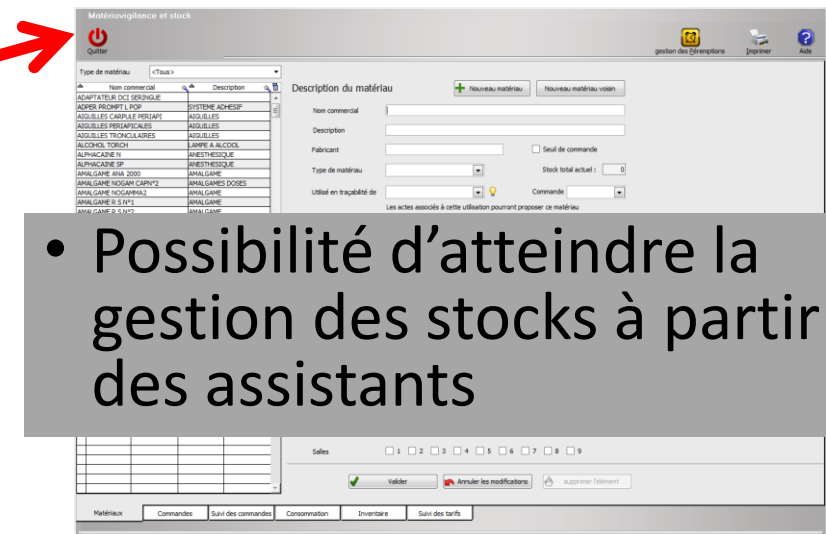 Matériovigilance et stock
Quitter
gestion des Péremptions
Imprimer
Aide
Type de matériau <Tous>
Nom commercial Description
ADAPTATEUR DCI SERINGUE
ADPER PROMPT L POP SYSTEME ADHESIF
AIGUILLES CARPULE PERIAPI AIGUILLES
AIGUILLES PERIAPICALES AIGUILLES
AIGUILLES TRONCULAIRES AIGUILLES
ALCOHOL TORCH LAMPE A ALCOOL
ALPHACAINE N ANESTHESIQUE
ALPHACAINE SP ANESTHESIQUE
AMALGAME ANA 2000 AMALGAME
AMALGAME NOGAM CAPN°2 AMALGAMES DOSES
AMALGAME NOGAMMA2 AMALGAME
AMALGAME R S N°1 AMALGAME
AMALGAME R S N°2 AMALGAME
Description du matériau
Nouveau matériau
Nouveau matériau voisin
Nom commercial
Description
Fabricant
Seuil de commande
Type de matériau
Stock total actuel : 0
Utilisé en traçabilté de
Commande
Les actes associés à cette utilisation pourront proposer ce matériau
• Possibilité d’atteindre la
gestion des stocks à partir
des assistants
Salles 1 2 3 4 5 6 7 8 9
Valider
Annuler les modifications
supprimer l'élément
Matériaux Commandes Suivi des commandes Consommation Inventaire Suivi des tarifs